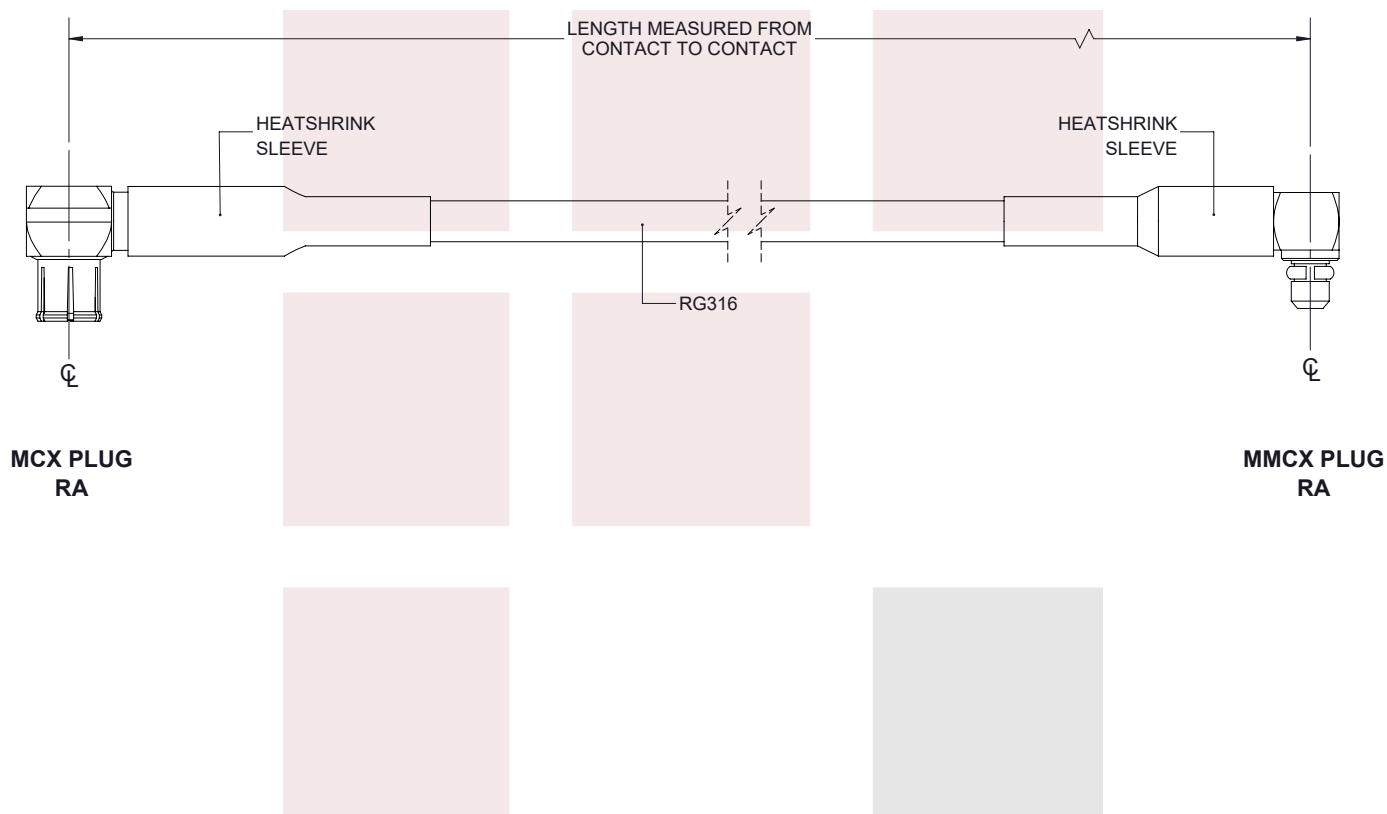 LENGTH MEASURED FROM
CONTACT TO CONTACT
HEATSHRINK
SLEEVE
HEATSHRINK
SLEEVE
RG316
℄
℄
MCX PLUG
RA
MMCX PLUG
RA